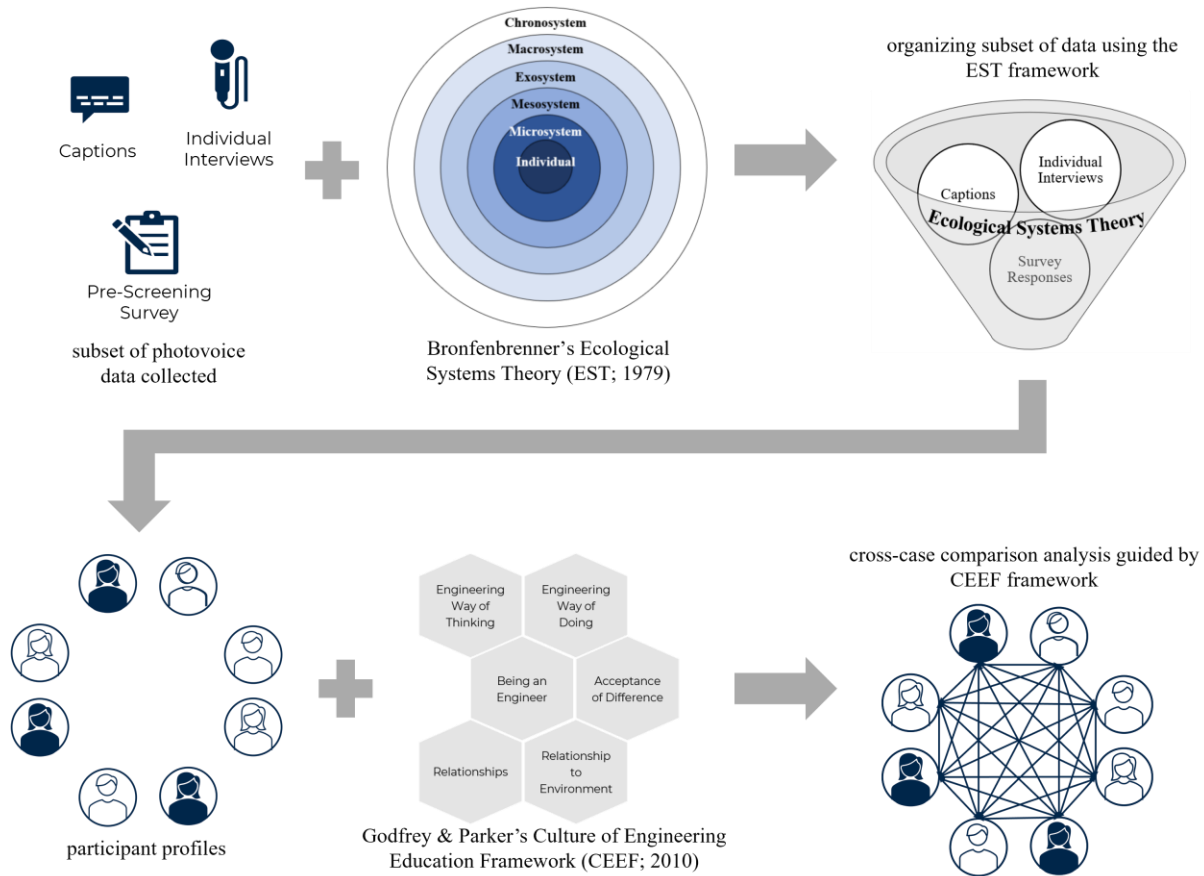 Captions
Individual
Interviews
Pre-Screening
Survey
subset of photovoice
data collected
Chronosystem
Macrosystem
Exosystem
Mesosystem
Microsystem
Individual
Bronfenbrenner’s Ecological
Systems Theory (EST; 1979)
organizing subset of data using the
EST framework
Captions
Individual
Interviews
Ecological Systems Theory
Survey
Responses
participant profiles
Engineering
Way of
Thinking
Engineering
Way of
Doing
Being an
Engineer
Acceptance
of Difference
Relationships
Relationship
to
Environment
Godfrey & Parker’s Culture of Engineering
Education Framework (CEEF; 2010)
cross-case comparison analysis guided by
CEEF framework